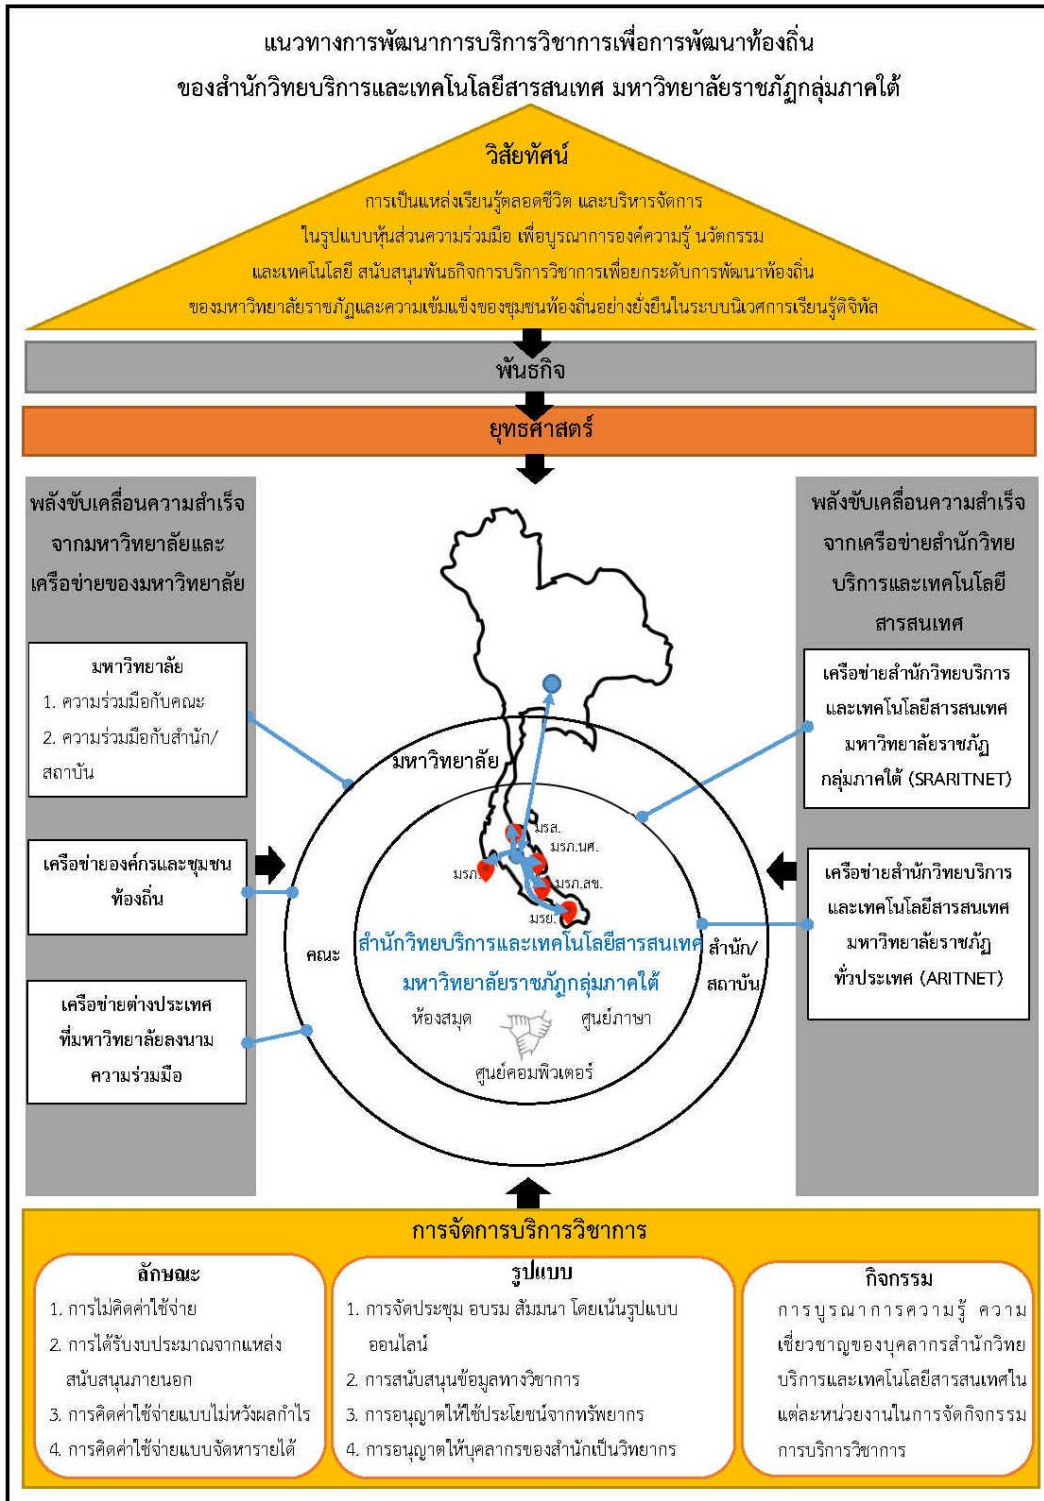 แนวทางการพัฒนาการบริการวิชาการเพื่อการพัฒนาท้องถิ่น
ของสำนักวิทยบริการและเทคโนโลยีสารสนเทศ มหาวิทยาลัยราชภัฏกลุ่มภาคใต้
วิสัยทัศน์
การเป็นแหล่งเรียนรู้ตลอดชีวิต และบริหารจัดการ
ในรูปแบบหุ้นส่วนความร่วมมือ เพื่อบูรณาการองค์ความรู้ นวัตกรรม
และเทคโนโลยี สนับสนุนพันธกิจการบริการวิชาการเพื่อยกระดับการพัฒนาท้องถิ่น
ของมหาวิทยาลัยราชภัฏและความเข้มแข็งของชุมชนท้องถิ่นอย่างยั่งยืนในระบบนิเวศการเรียนรู้ดิจิทัล
พันธกิจ
ยุทธศาสตร์
พลังขับเคลื่อนความสำเร็จ
จากมหาวิทยาลัยและ
เครือข่ายของมหาวิทยาลัย
มหาวิทยาลัย
1. ความร่วมมือกับคณะ
2. ความร่วมมือกับสำนัก/
สถาบัน
เครือข่ายองค์กรและชุมชน
ท้องถิ่น
เครือข่ายต่างประเทศ
ที่มหาวิทยาลัยลงนาม
ความร่วมมือ
มหาวิทยาลัย
มรส.
มรภ.นศ.
มรภ.
มรภ.สข.
มรย.
คณะ
สำนักวิทยบริการและเทคโนโลยีสารสนเทศ
มหาวิทยาลัยราชภัฏกลุ่มภาคใต้
สำนัก/
สถาบัน
ห้องสมุด
ศูนย์ภาษา
ศูนย์คอมพิวเตอร์
พลังขับเคลื่อนความสำเร็จ
จากเครือข่ายสำนักวิทย
บริการและเทคโนโลยี
สารสนเทศ
เครือข่ายสำนักวิทยบริการ
และเทคโนโลยีสารสนเทศ
มหาวิทยาลัยราชภัฏ
กลุ่มภาคใต้ (SRARITNET)
เครือข่ายสำนักวิทยบริการ
และเทคโนโลยีสารสนเทศ
มหาวิทยาลัยราชภัฏ
ทั่วประเทศ (ARITNET)
การจัดการบริการวิชาการ
ลักษณะ
1. การไม่คิดค่าใช้จ่าย
2. การได้รับงบประมาณจากแหล่ง
สนับสนุนภายนอก
3. การคิดค่าใช้จ่ายแบบไม่หวังผลกำไร
4. การคิดค่าใช้จ่ายแบบจัดหารายได้
รูปแบบ
1. การจัดประชุม อบรม สัมมนา โดยเน้นรูปแบบ
ออนไลน์
2. การสนับสนุนข้อมูลทางวิชาการ
3. การอนุญาตให้ใช้ประโยชน์จากทรัพยากร
4. การอนุญาตให้บุคลากรของสำนักเป็นวิทยากร
กิจกรรม
การบูรณาการความรู้ ความ
เชี่ยวชาญของบุคลากรสำนักวิทย
บริการและเทคโนโลยีสารสนเทศใน
แต่ละหน่วยงานในการจัดกิจกรรม
การบริการวิชาการ